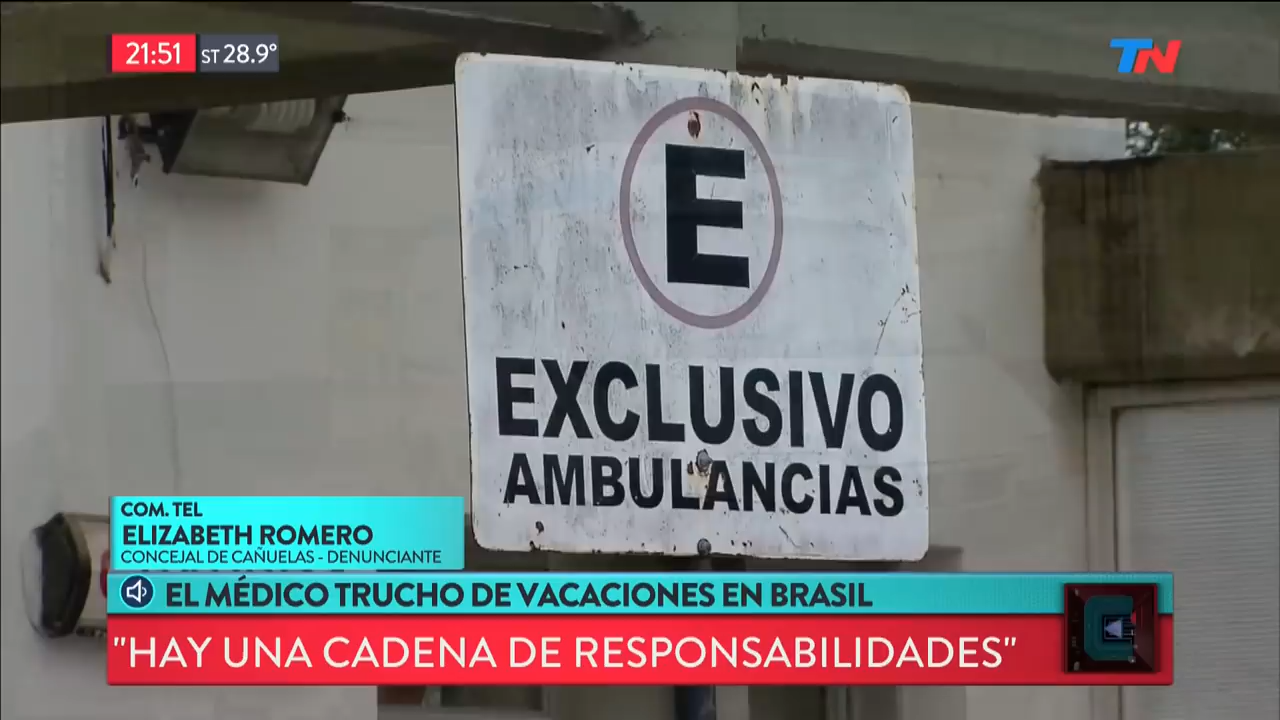 21:51 ST 28.9°
TN
E
EXCLUSIVO
AMBULANCIAS
COM. TEL
ELIZABETH ROMERO
CONCEJAL DE CAÑUELAS - DENUNCIANTE
EL MÉDICO TRUCHO DE VACACIONES EN BRASIL
"HAY UNA CADENA DE RESPONSABILIDADES"